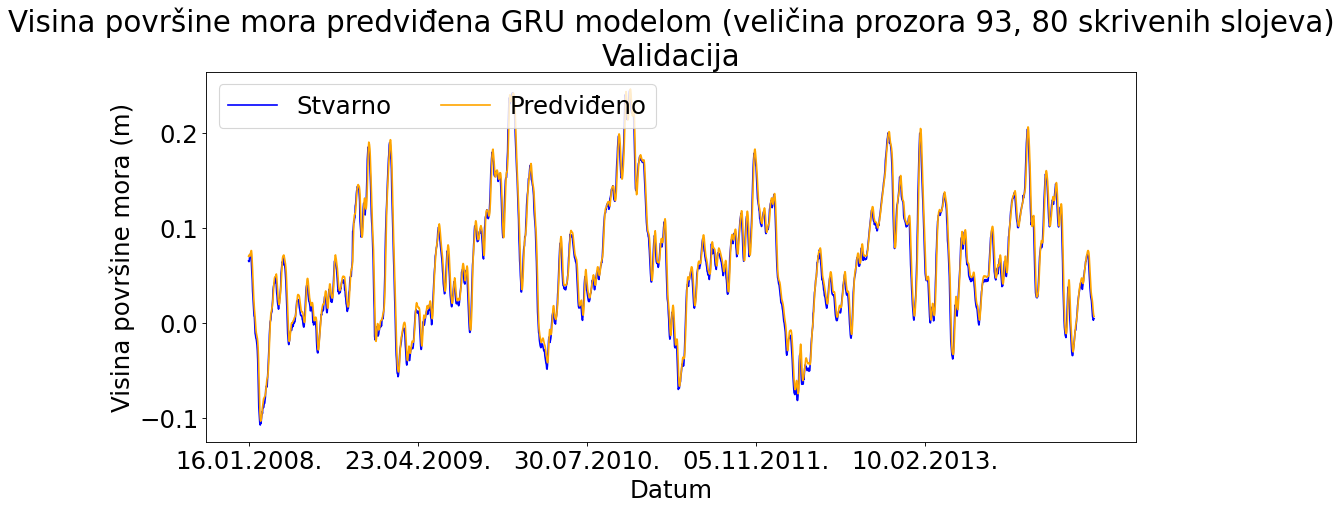 Visina površine mora predviđena GRU modelom (veličina prozora 93, 80 skrivenih slojeva)
Validacija
Stvarno
Predviđeno
Visina površine mora (m)
0.2
0.1
0.0
−0.1
16.01.2008.
23.04.2009.
30.07.2010.
05.11.2011.
10.02.2013.
Datum